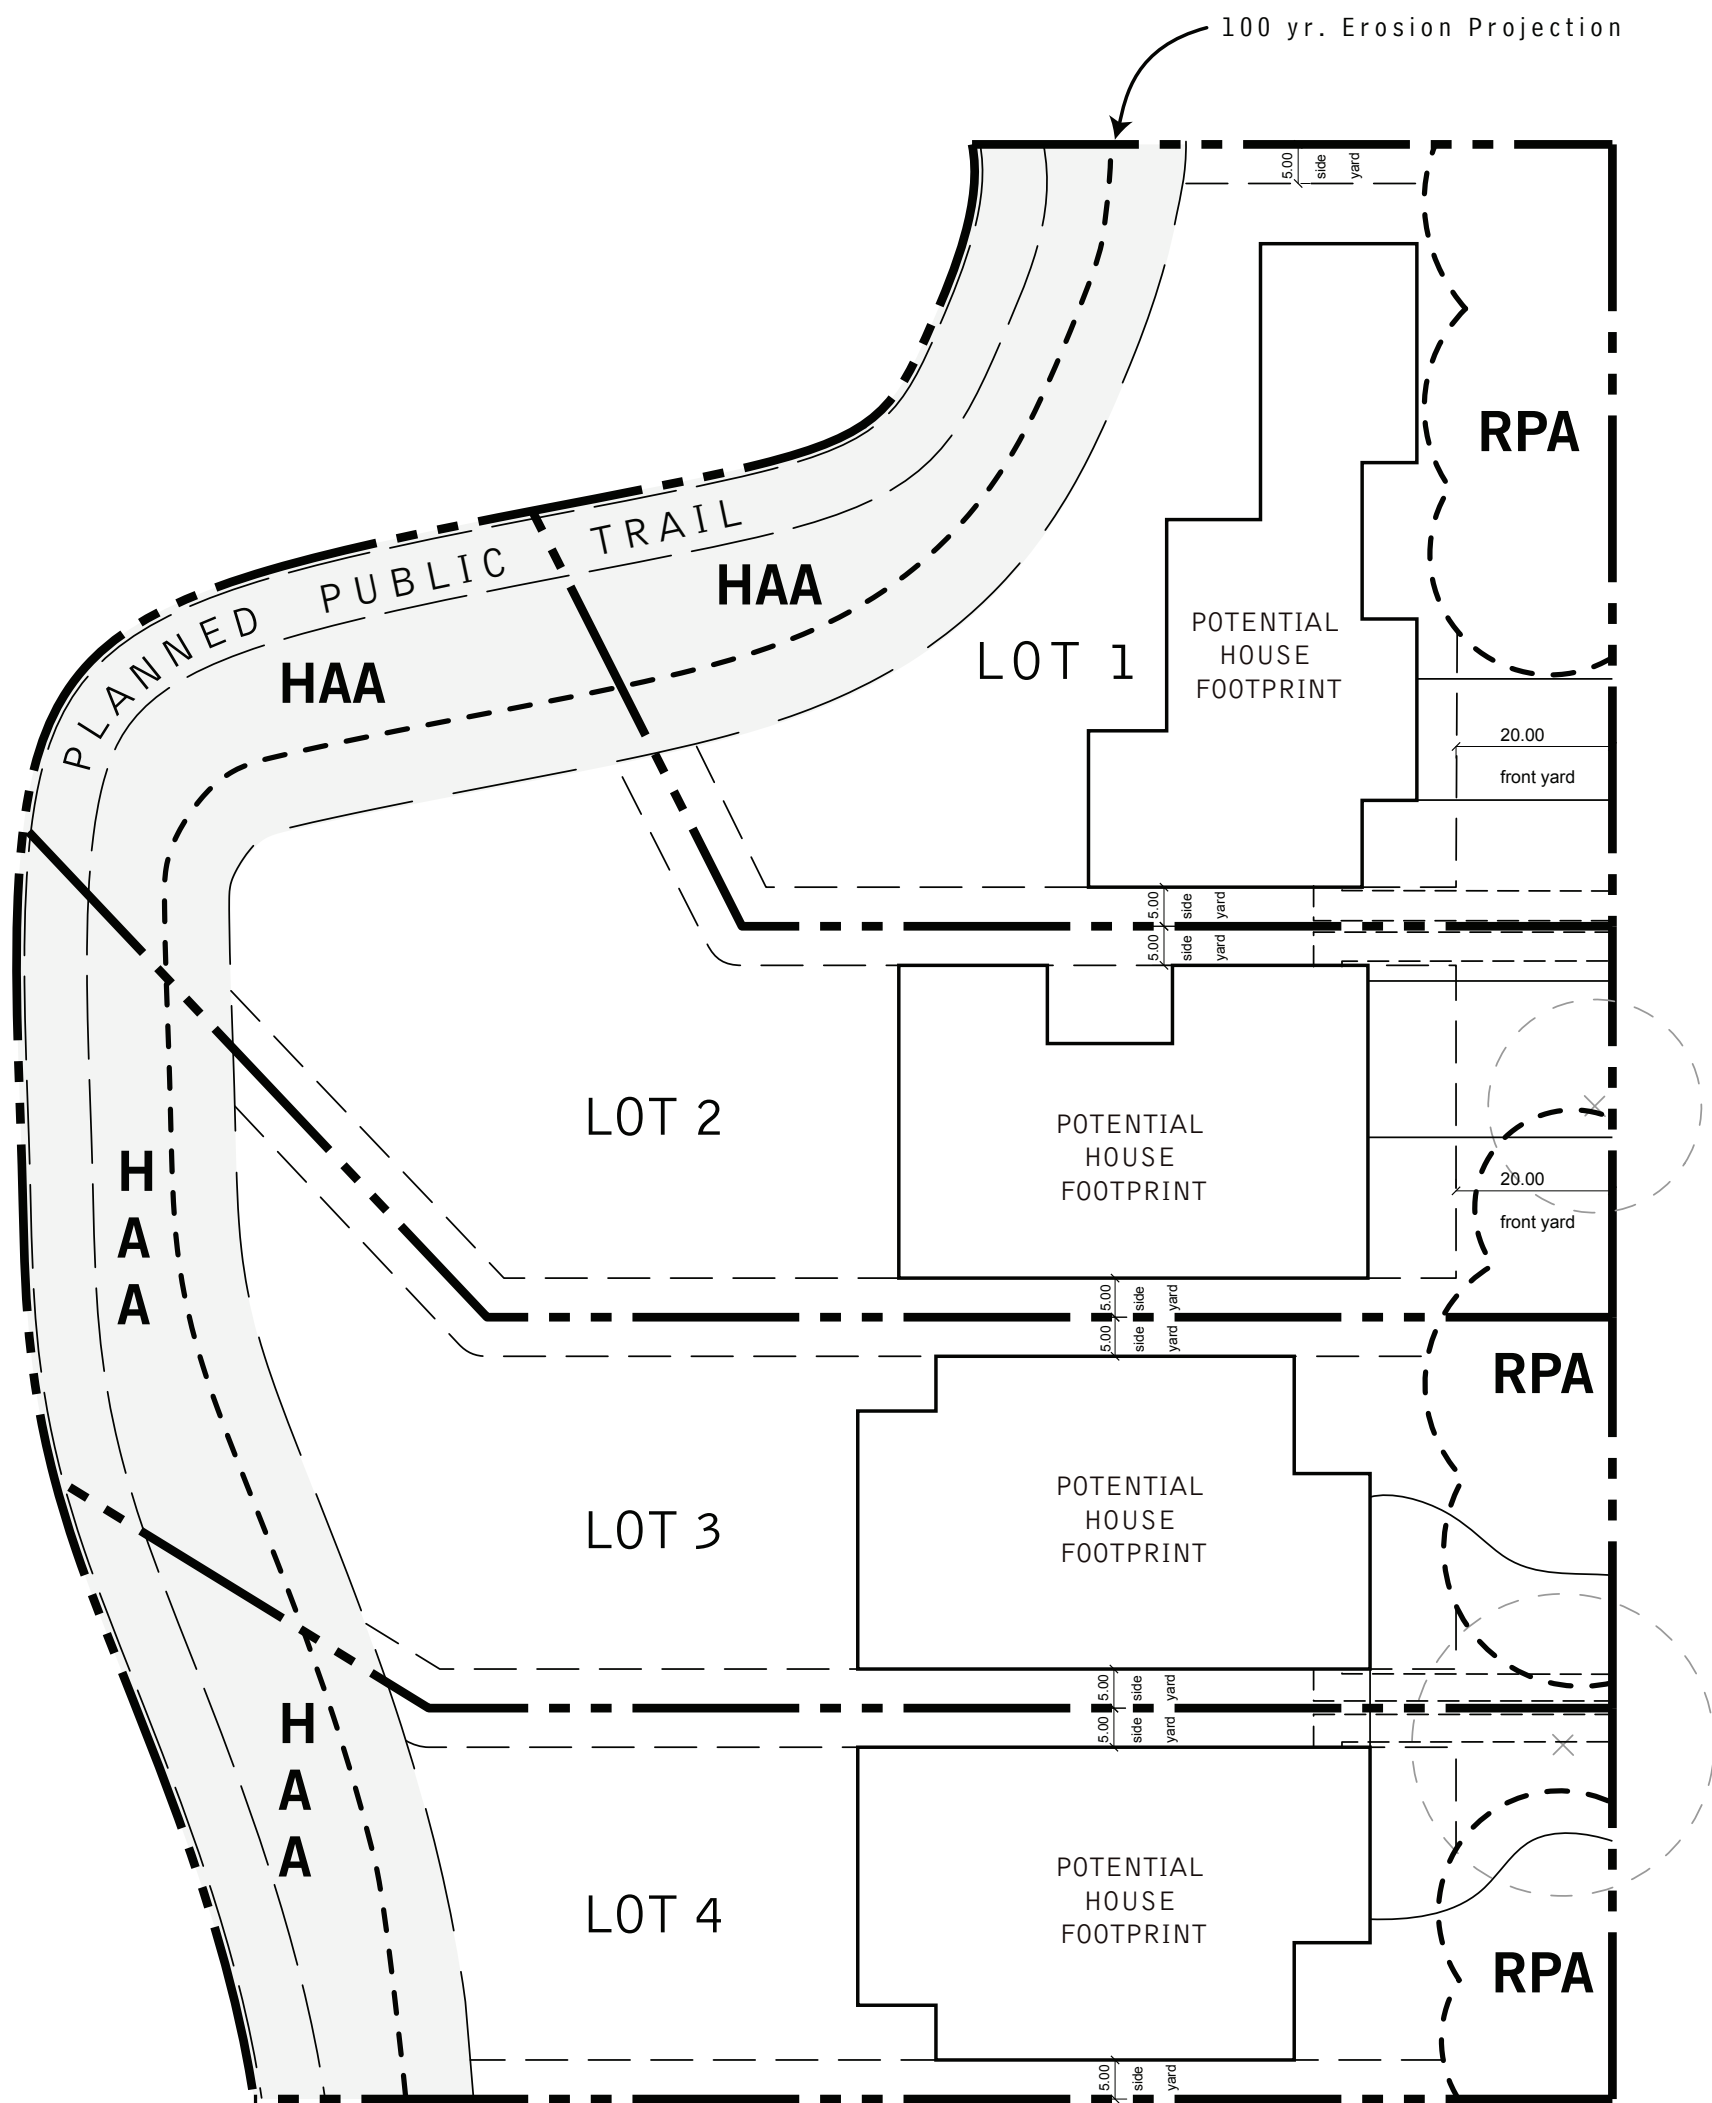 100 yr. Erosion Projection
5.00
side
yard
RPA
PLANNED PUBLIC TRAIL
HAA
HAA
LOT 1
POTENTIAL
HOUSE
FOOTPRINT
20.00
front yard
5.00
side
yard
5.00
side
yard
LOT 2
POTENTIAL
HOUSE
FOOTPRINT
20.00
front yard
H
A
A
5.00
side
yard
5.00
side
yard
RPA
LOT 3
POTENTIAL
HOUSE
FOOTPRINT
5.00
side
yard
5.00
side
yard
H
A
A
LOT 4
POTENTIAL
HOUSE
FOOTPRINT
RPA
5.00
side
yard